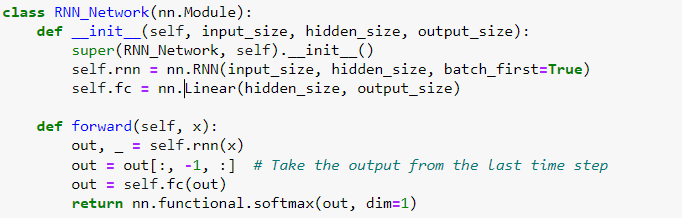 class RNN_Network(nn.Module):
    def __init__(self, input_size, hidden_size, output_size):
        super(RNN_Network, self).__init__()
        self.rnn = nn.RNN(input_size, hidden_size, batch_first=True)
        self.fc = nn.Linear(hidden_size, output_size)

    def forward(self, x):
        out, _ = self.rnn(x)
        out = out[:, -1, :]  # Take the output from the last time step
        out = self.fc(out)
        return nn.functional.softmax(out, dim=1)